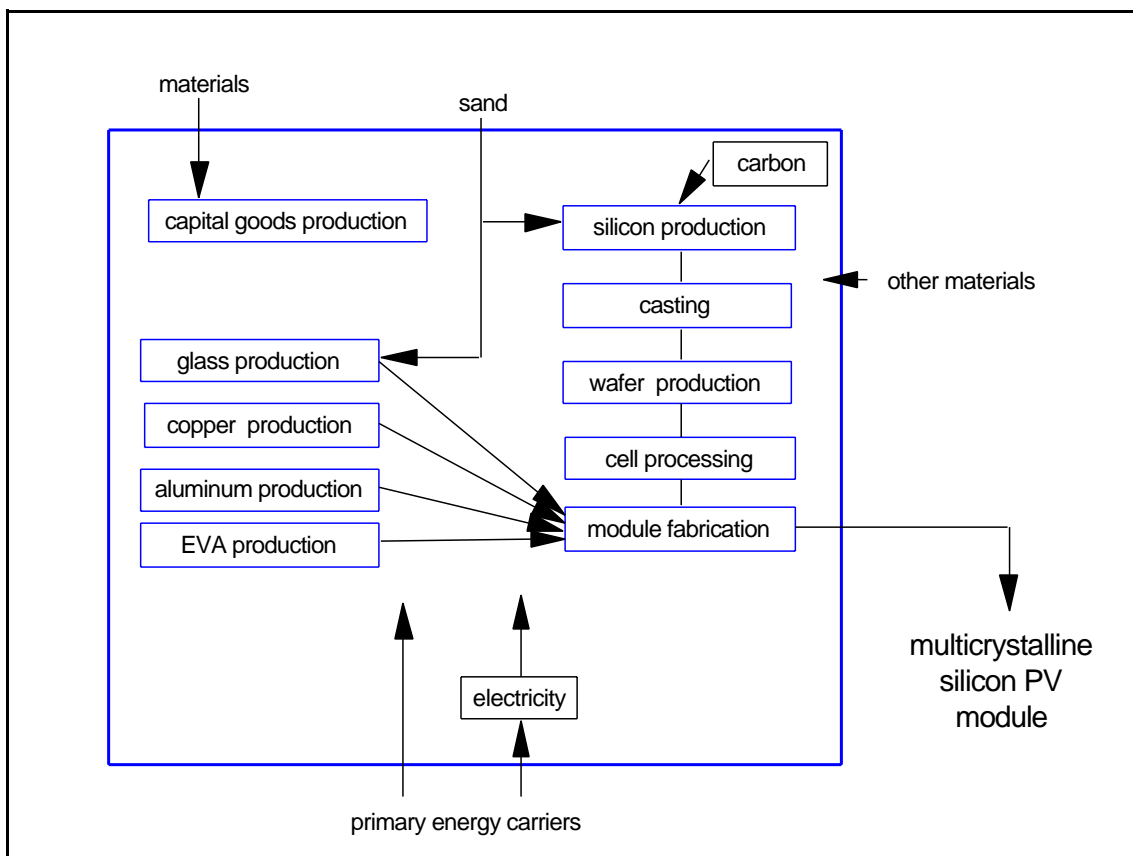 materials
sand
carbon
capital goods production
silicon production
other materials
casting
glass production
wafer production
copper production
cell processing
aluminum production
module fabrication
EVA production
multicrystalline
silicon PV
module
electricity
primary energy carriers